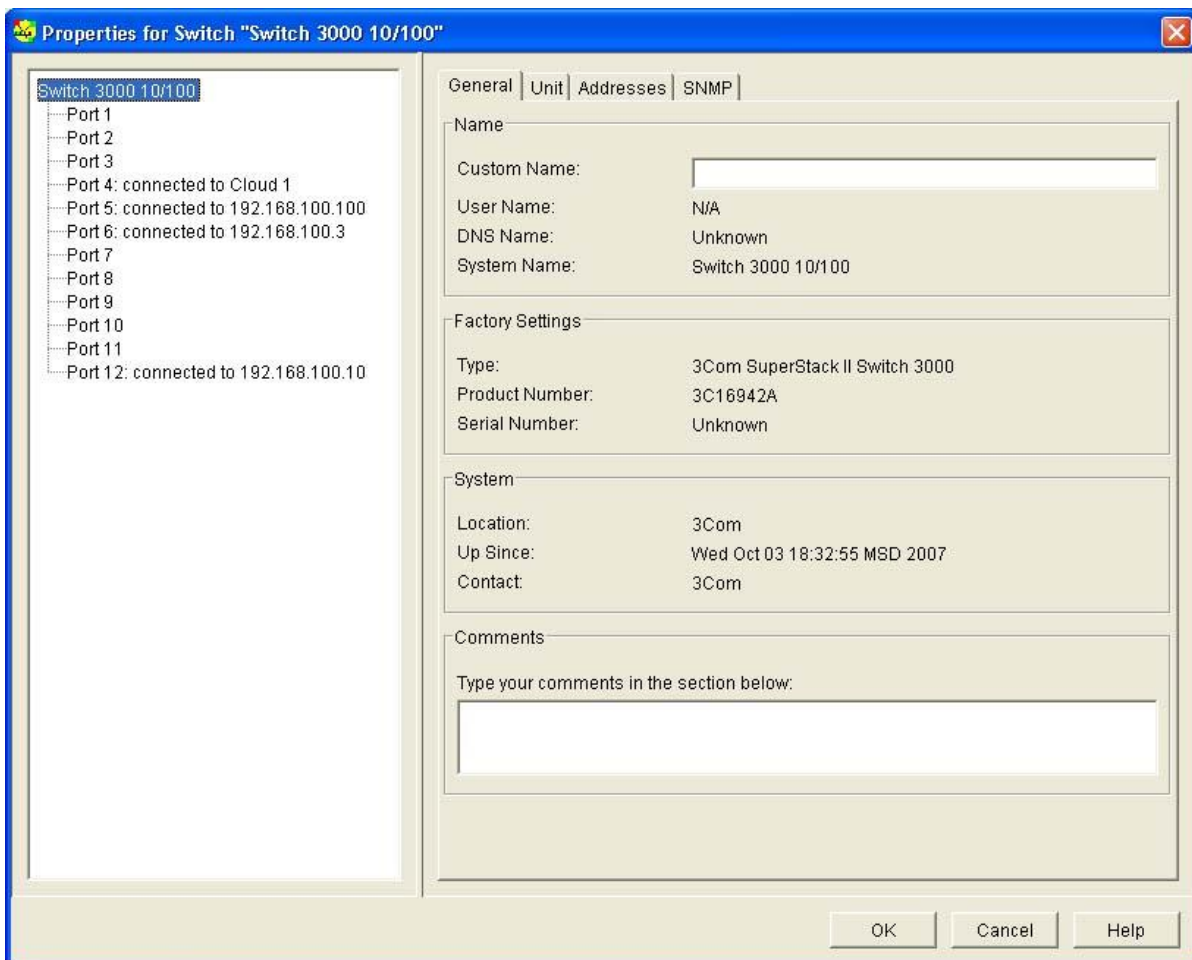 Properties for Switch "Switch 3000 10/100"
Switch 3000 10/100
Port 1
Port 2
Port 3
Port 4: connected to Cloud 1
Port 5: connected to 192.168.100.100
Port 6: connected to 192.168.100.3
Port 7
Port 8
Port 9
Port 10
Port 11
Port 12: connected to 192.168.100.10
General Unit Addresses SNMP
Name
Custom Name:
User Name: N/A
DNS Name: Unknown
System Name: Switch 3000 10/100
Factory Settings
Type: 3Com SuperStack II Switch 3000
Product Number: 3C16942A
Serial Number: Unknown
System
Location: 3Com
Up Since: Wed Oct 03 18:32:55 MSD 2007
Contact: 3Com
Comments
Type your comments in the section below:
OK Cancel Help